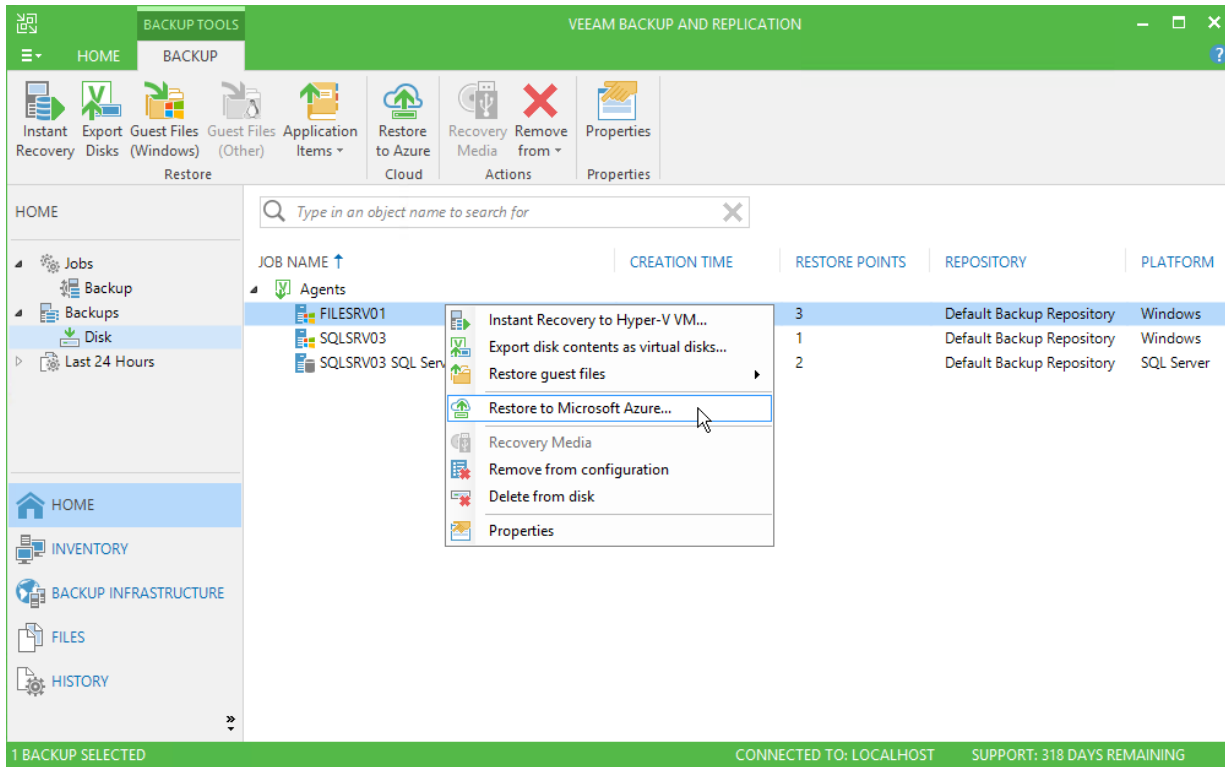 BACKUP TOOLS
VEEAM BACKUP AND REPLICATION
HOME
BACKUP
?
Instant Recovery
Export Disks
Guest Files (Windows)
Guest Files (Other)
Application Items
Restore to Azure
Recovery Media
Remove from
Properties
Restore
Cloud
Actions
Properties
HOME
Jobs
Backup
Backups
Disk
Last 24 Hours
Type in an object name to search for
JOB NAME
CREATION TIME
RESTORE POINTS
REPOSITORY
PLATFORM
Agents
FILESRV01
3
Default Backup Repository
Windows
SQLSRV03
1
Default Backup Repository
Windows
SQLSRV03 SQL Serv
2
Default Backup Repository
SQL Server
Instant Recovery to Hyper-V VM...
Export disk contents as virtual disks...
Restore guest files
Restore to Microsoft Azure...
Recovery Media
Remove from configuration
Delete from disk
Properties
HOME
INVENTORY
BACKUP INFRASTRUCTURE
FILES
HISTORY
1 BACKUP SELECTED
CONNECTED TO: LOCALHOST
SUPPORT: 318 DAYS REMAINING